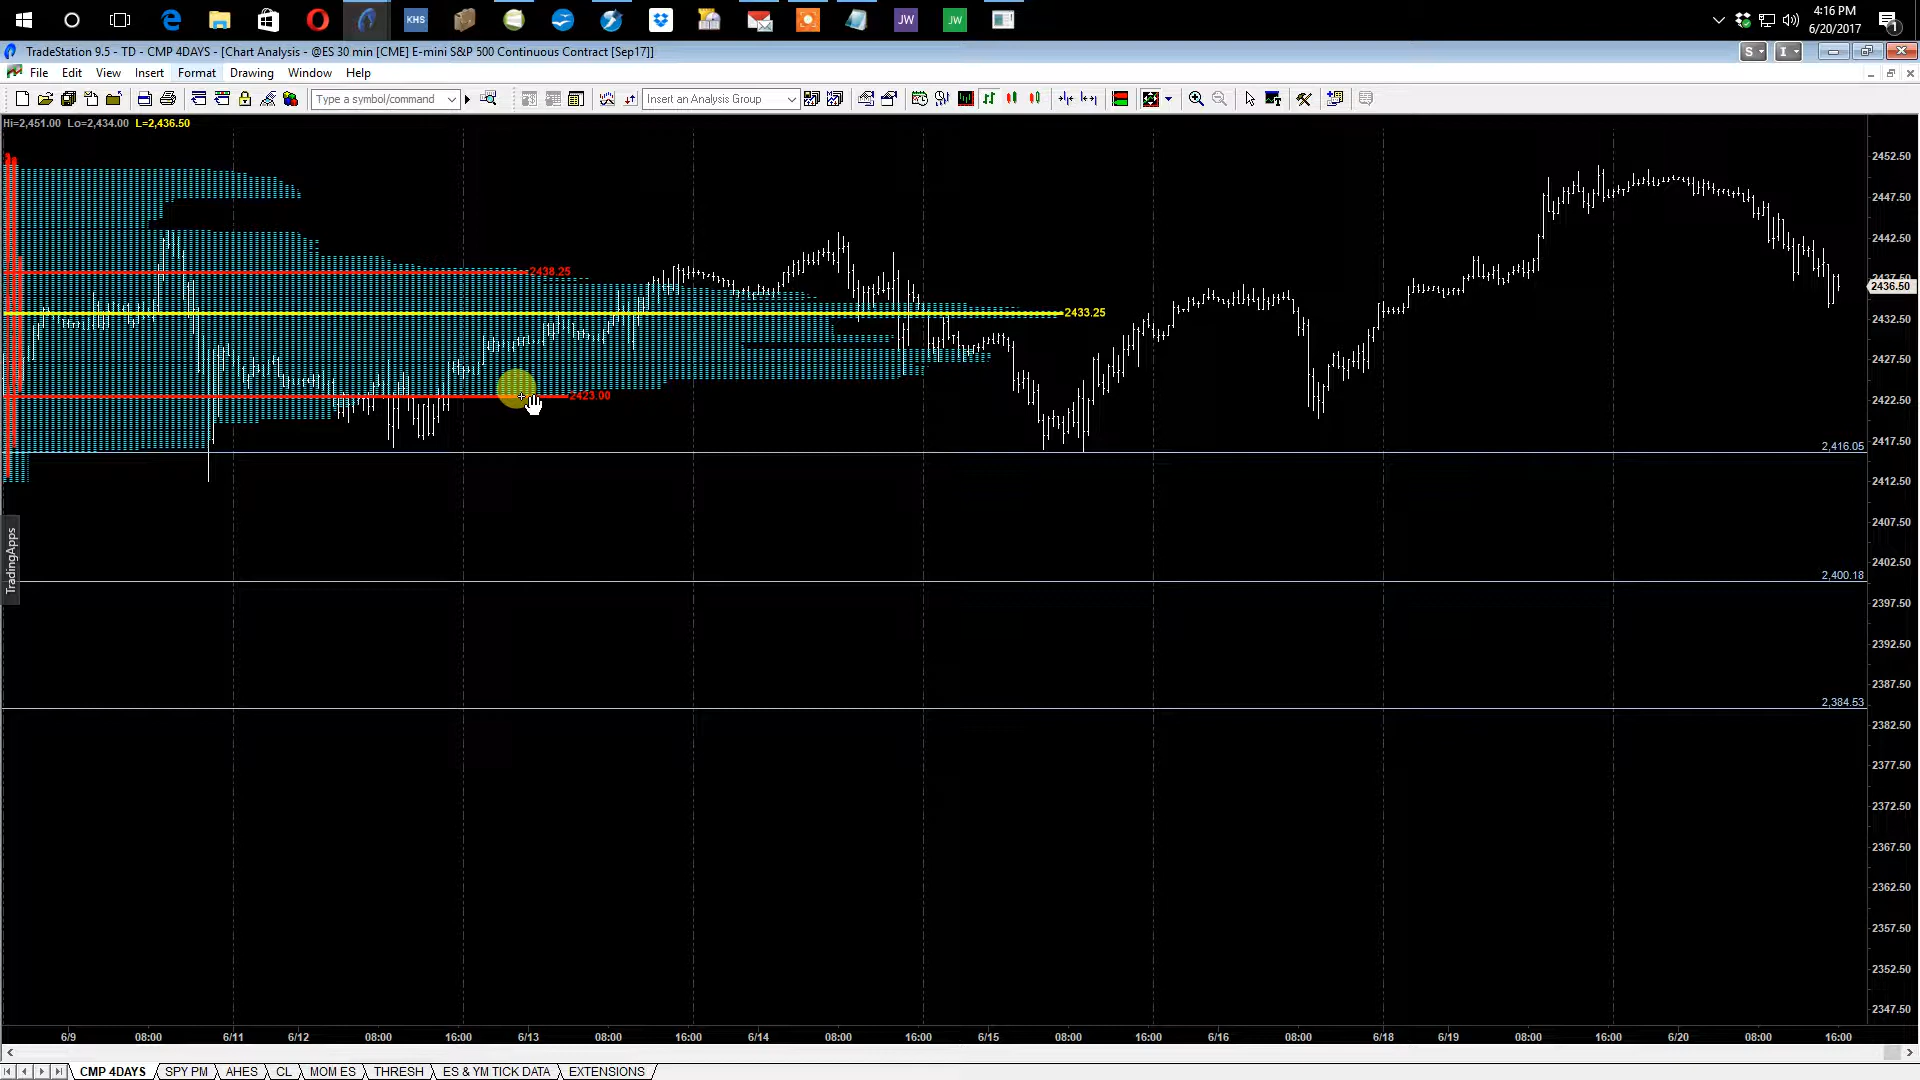 KHS
JW
JW
4:16 PM
6/20/2017
1
TradeStation 9.5 - TD - CMP 4DAYS - [Chart Analysis - @ES 30 min [CME] E-mini S&P 500 Continuous Contract [Sep17]]
S
I
File Edit View Insert Format Drawing Window Help
Type a symbol/command
Insert an Analysis Group
Hi=2,451.00 Lo=2,434.00 L=2,436.50
2452.50
2447.50
2442.50
2438.25
2437.50
2436.50
2433.25
2432.50
2427.50
2423.00
2422.50
2417.50
2,416.05
2412.50
2407.50
2402.50
2,400.18
2397.50
2392.50
2387.50
2,384.53
2382.50
2377.50
2372.50
2367.50
2362.50
2357.50
2352.50
2347.50
TradingApps
6/9 08:00 6/11 6/12 08:00 16:00 6/13 08:00 16:00 6/14 08:00 16:00 6/15 08:00 16:00 6/16 08:00 6/18 6/19 08:00 16:00 6/20 08:00 16:00
CMP 4DAYS SPY PM AHES CL MOM ES THRESH ES & YM TICK DATA EXTENSIONS